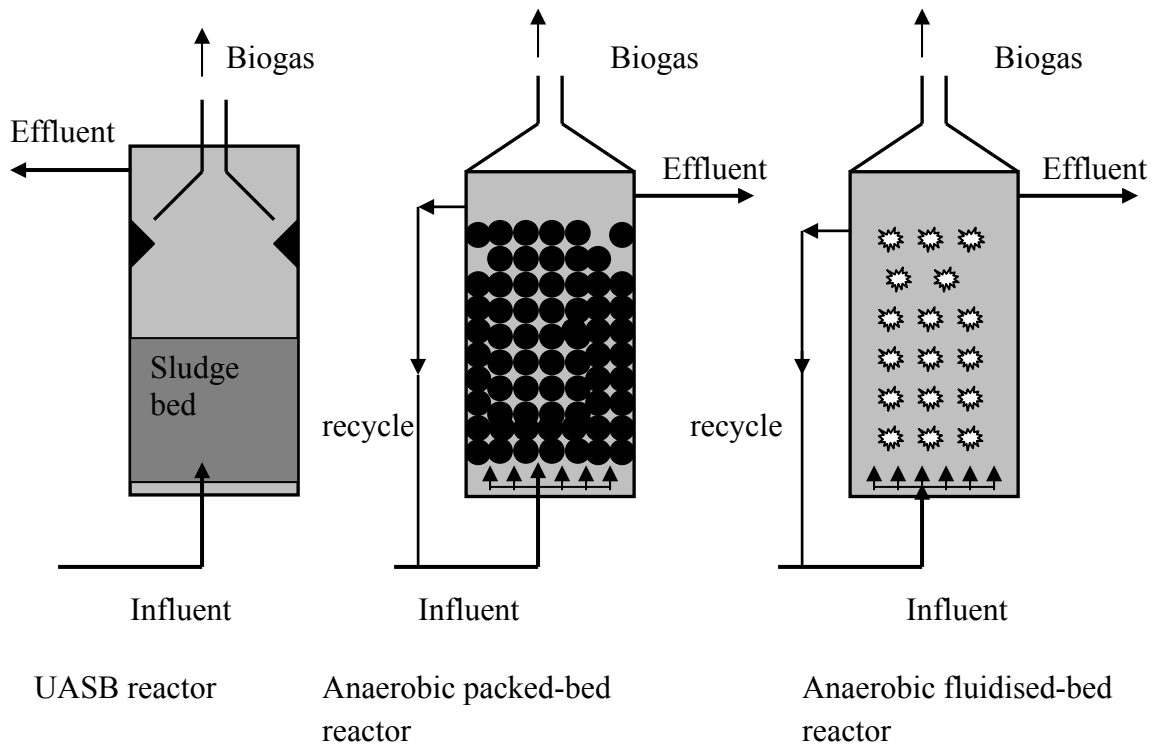 Biogas
Biogas
Biogas
Effluent
Effluent
Effluent
Sludge
bed
recycle
recycle
Influent
Influent
Influent
UASB reactor
Anaerobic packed-bed
reactor
Anaerobic fluidised-bed
reactor